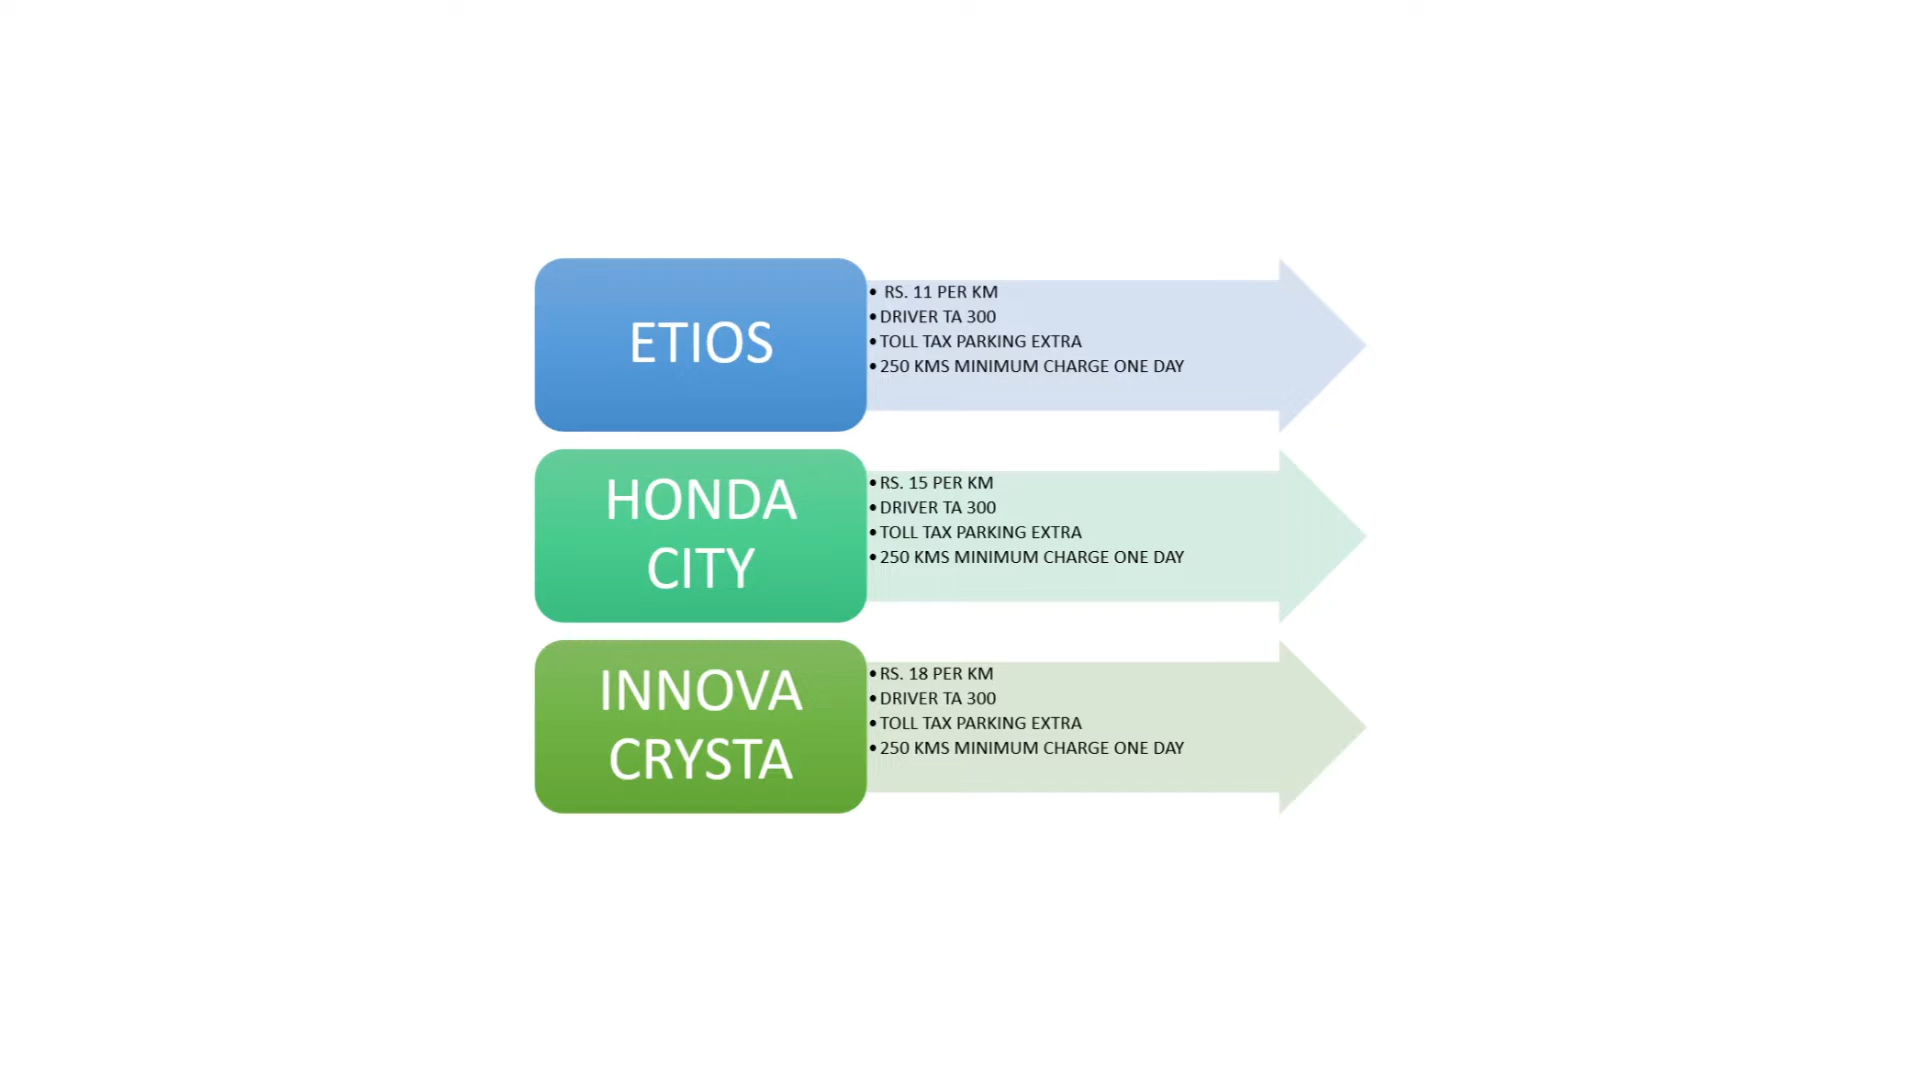 ETIOS
• RS. 11 PER KM
•DRIVER TA 300
•TOLL TAX PARKING EXTRA
•250 KMS MINIMUM CHARGE ONE DAY
HONDA
CITY
•RS. 15 PER KM
•DRIVER TA 300
•TOLL TAX PARKING EXTRA
•250 KMS MINIMUM CHARGE ONE DAY
INNOVA
CRYSTA
•RS. 18 PER KM
•DRIVER TA 300
•TOLL TAX PARKING EXTRA
•250 KMS MINIMUM CHARGE ONE DAY